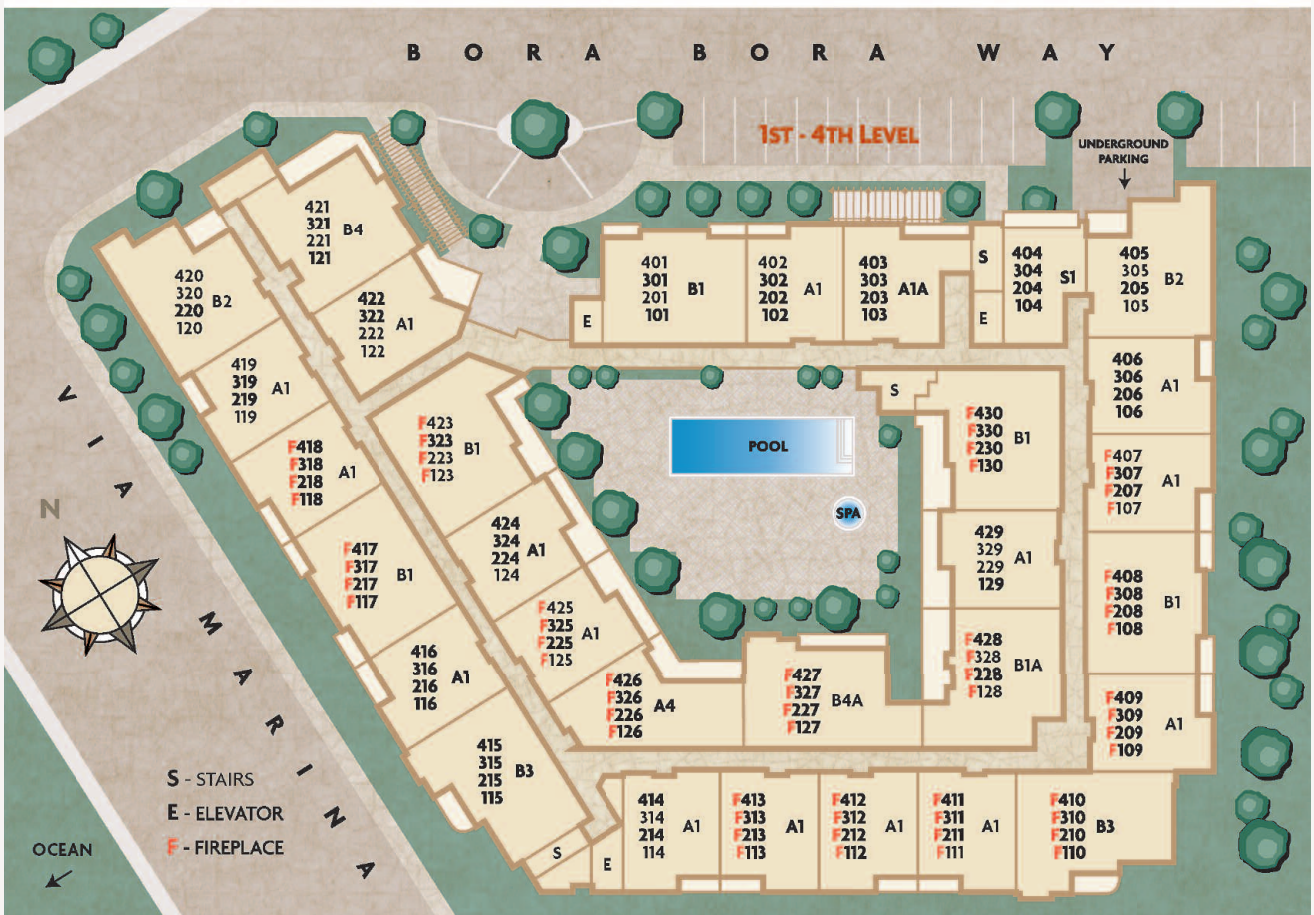 BORA BORA WAY
1ST - 4TH LEVEL
UNDERGROUND
PARKING
421
321
221
121
B4
420
320
220
120
B2
422
322
222
122
A1
419
319
219
119
A1
F418
F318
F218
F118
A1
F417
F317
F217
F117
B1
416
316
216
116
A1
415
315
215
115
B3
F423
F323
F223
F123
B1
424
324
224
124
A1
F425
F325
F225
F125
A1
F426
F326
F226
F126
A4
F427
F327
F227
F127
B4A
E
401
301
201
101
B1
402
302
202
102
A1
403
303
203
103
A1A
S
E
404
304
204
104
S1
405
305
205
105
B2
406
306
206
106
A1
F407
F307
F207
F107
A1
F408
F308
F208
F108
B1
F409
F309
F209
F109
A1
S
F430
F330
F230
F130
B1
429
329
229
129
A1
F428
F328
F228
F128
B1A
POOL
SPA
S
E
414
314
214
114
A1
F413
F313
F213
F113
A1
F412
F312
F212
F112
A1
F411
F311
F211
F111
A1
F410
F310
F210
F110
B3
VIA MARINA
N
S - STAIRS
E - ELEVATOR
F - FIREPLACE
OCEAN